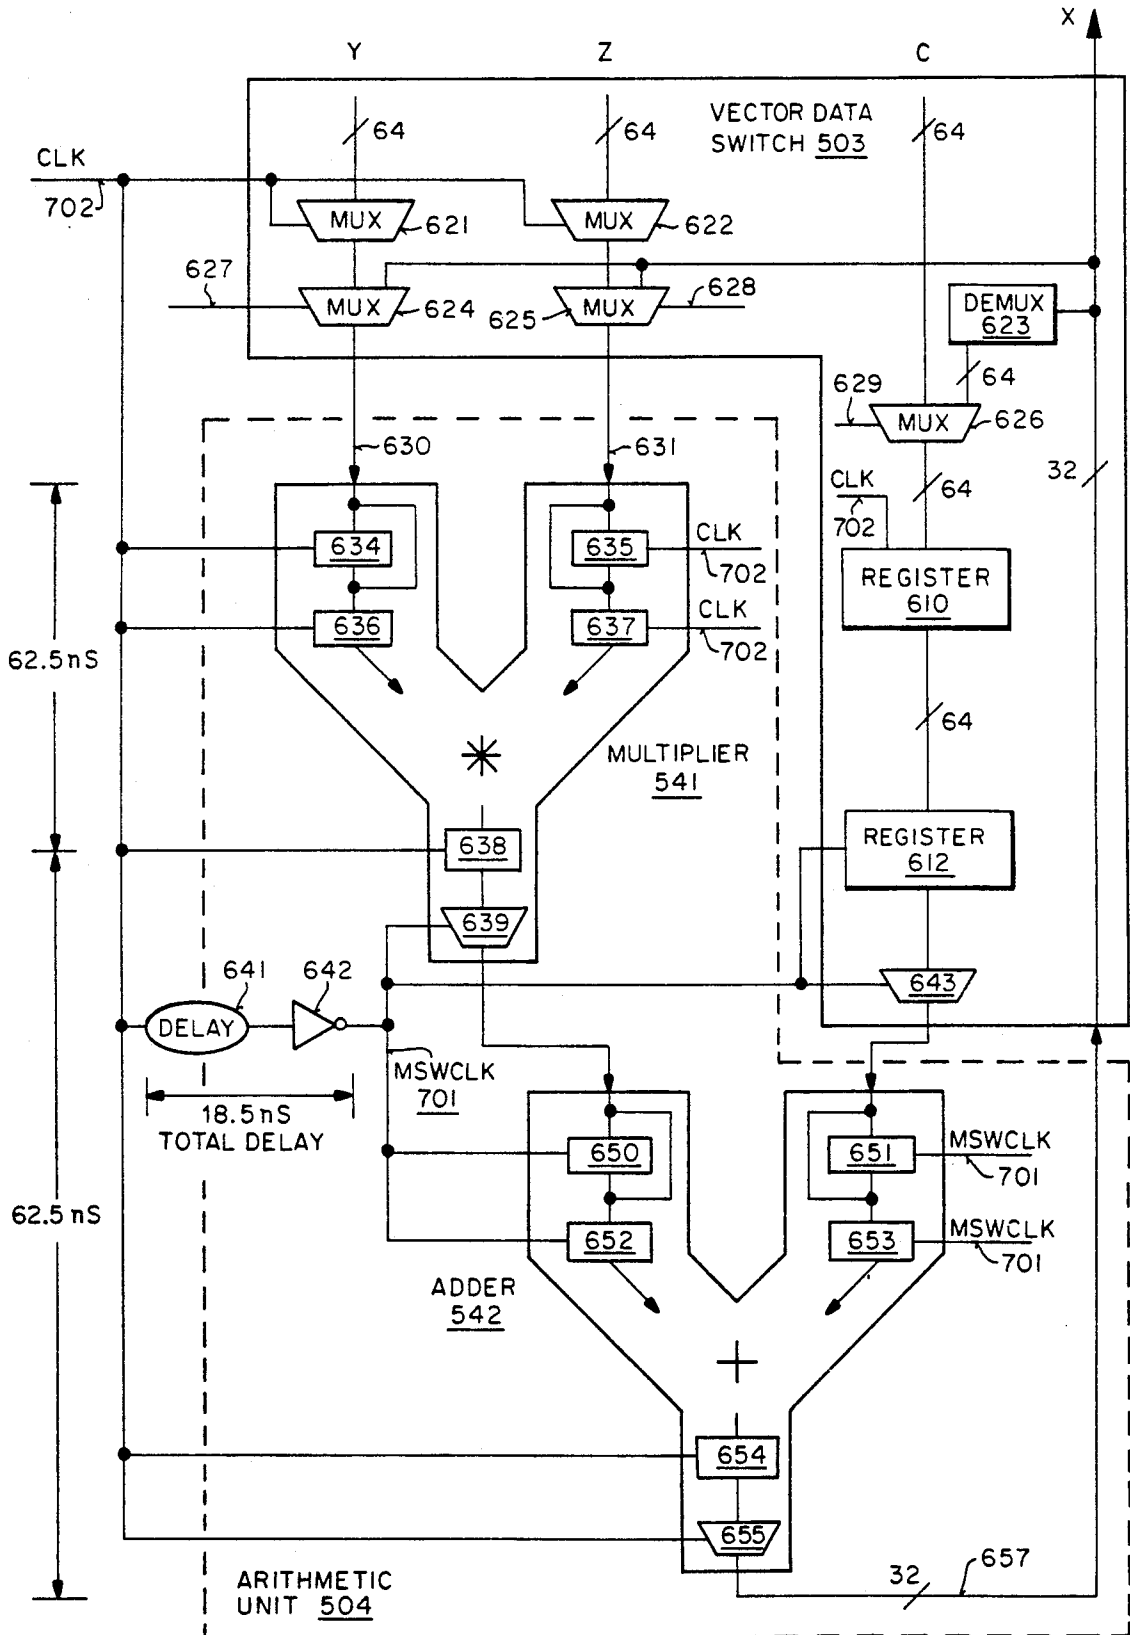 X
Y Z C
VECTOR DATA
SWITCH 503
64 64 64
CLK
702
MUX 621
MUX 622
627
MUX 624
625 MUX
628
DEMUX
623
64
629
MUX 626
630
631
32
64
CLK
702
634
635
CLK
702
REGISTER
610
636
637
CLK
702
62.5nS
64
*
MULTIPLIER
541
638
REGISTER
612
639
643
641
642
DELAY
MSWCLK
701
18.5nS
TOTAL DELAY
650
651
MSWCLK
701
62.5nS
652
653
MSWCLK
701
ADDER
542
+
654
655
657
32
ARITHMETIC
UNIT 504